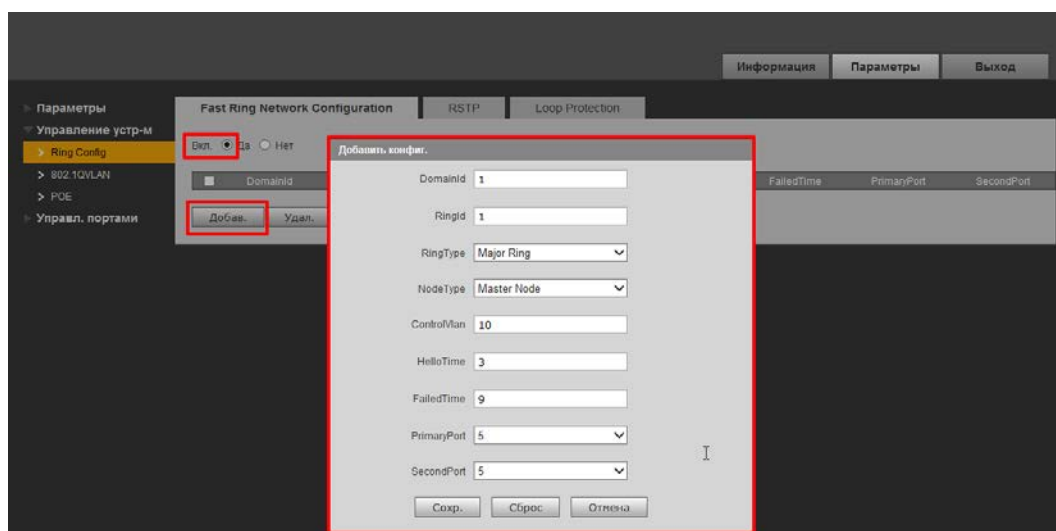 Информация Параметры Выход
Параметры
Управление устр-м
Ring Config
802.1QVLAN
POE
Управл. портами
Fast Ring Network Configuration RSTP Loop Protection
Вкл. Да Нет
DomainId FailedTime PrimaryPort SecondPort
Добав. Удал.
Добавить конфиг.
DomainId 1
RingId 1
RingType Major Ring
NodeType Master Node
ControlVlan 10
HelloTime 3
FailedTime 9
PrimaryPort 5
SecondPort 5
Сохр. Сброс Отмена